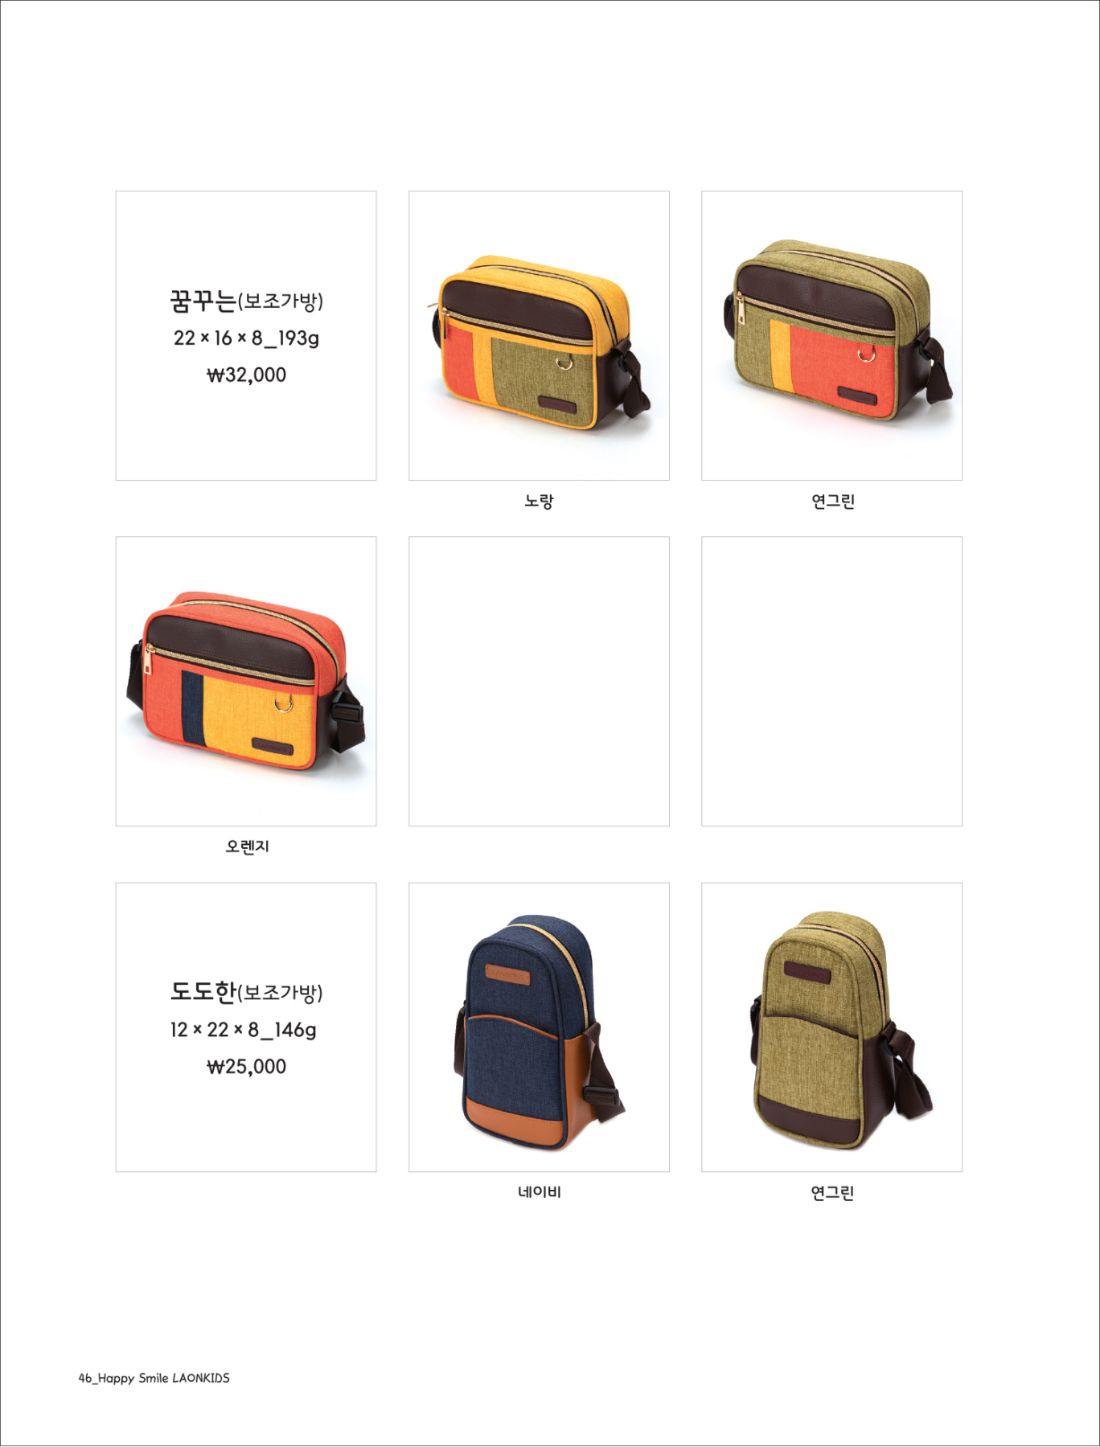 꿈꾸는(보조가방)
22×16×8_193g
₩32,000
노랑
연그린
오렌지
도도한(보조가방)
12×22×8_146g
₩25,000
네이비
연그린
46_Happy Smile LAONKIDS